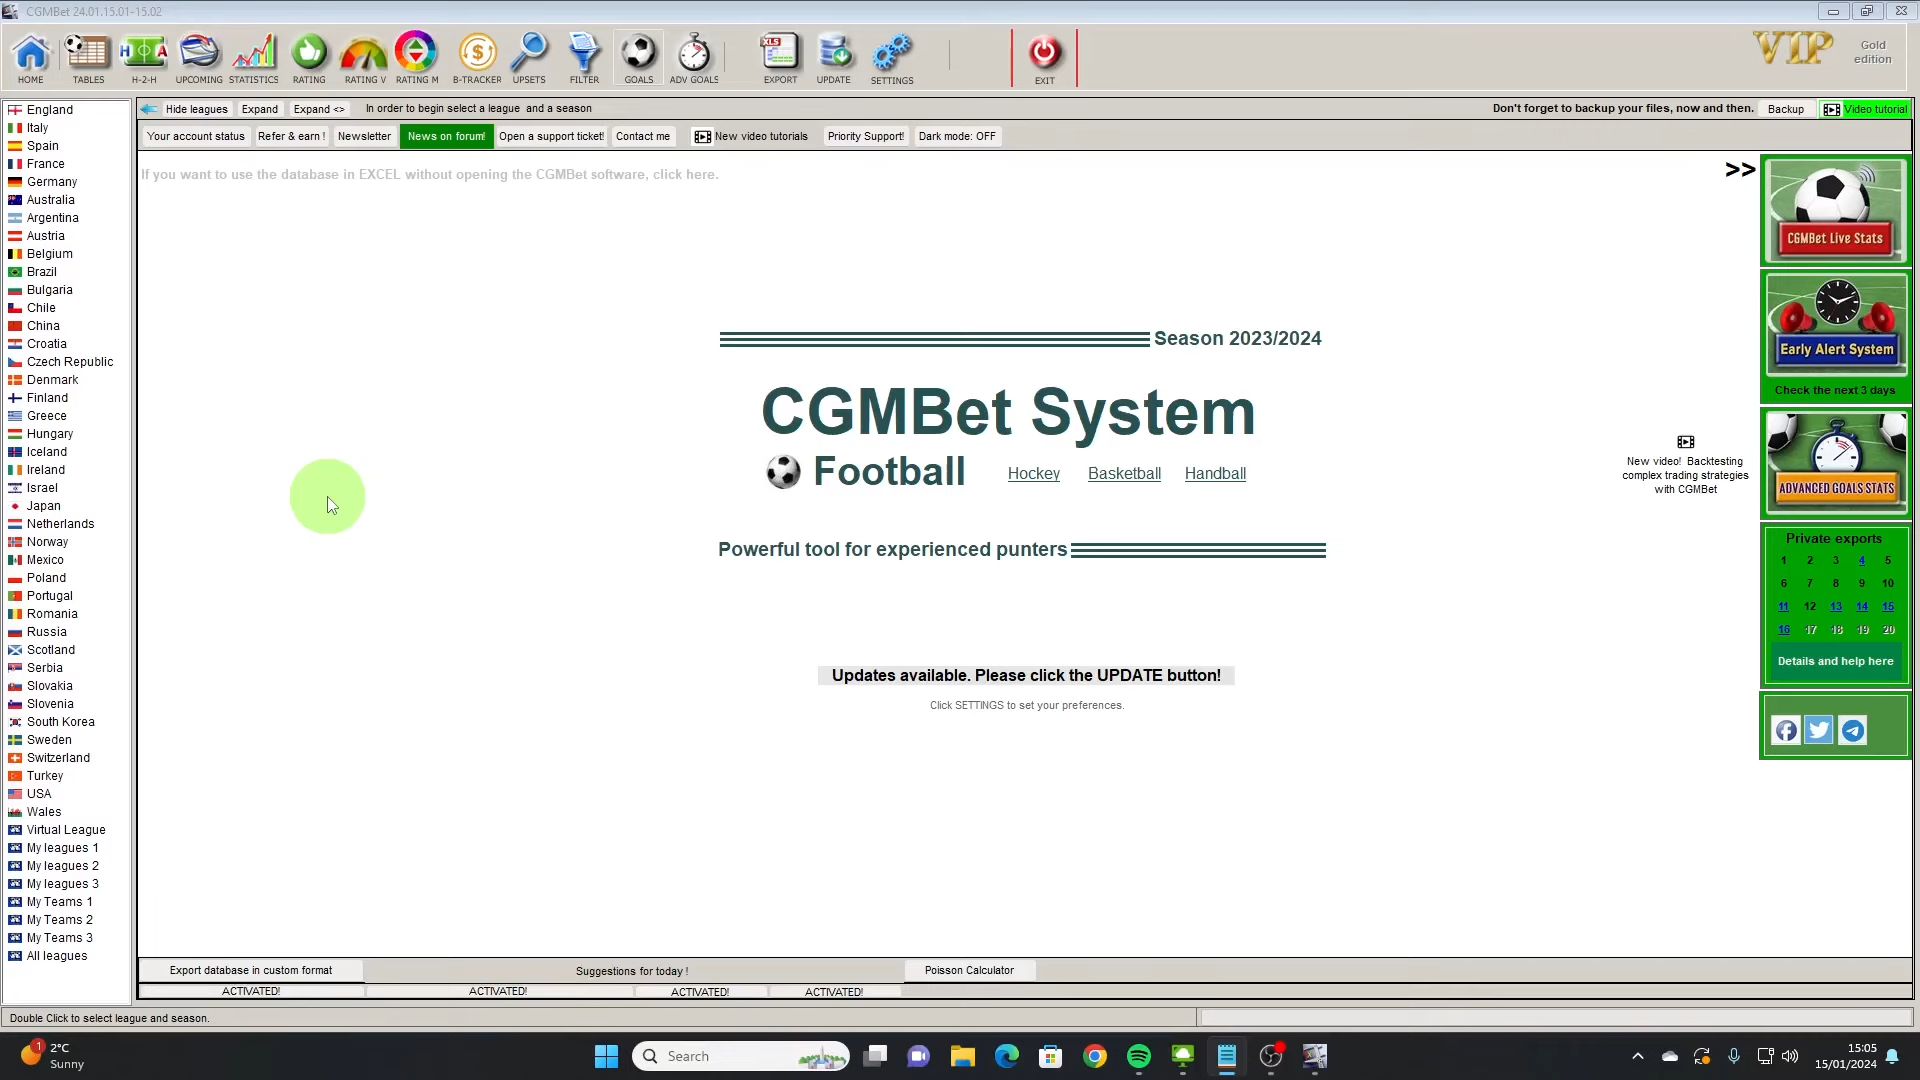 CGMBet 24.01.15.01-15.02
HOME TABLES H-2-H UPCOMING STATISTICS RATING RATING V RATING M B-TRACKER UPSETS FILTER GOALS ADV GOALS EXPORT UPDATE SETTINGS EXIT
VIP Gold
edition
Hide leagues Expand Expand <> In order to begin select a league and a season Don't forget to backup your files, now and then. Backup Video tutorial
Your account status Refer & earn ! Newsletter News on forum! Open a support ticket! Contact me New video tutorials Priority Support! Dark mode: OFF
If you want to use the database in EXCEL without opening the CGMBet software, click here.
>>
England
Italy
Spain
France
Germany
Australia
Argentina
Austria
Belgium
Brazil
Bulgaria
Chile
China
Croatia
Czech Republic
Denmark
Finland
Greece
Hungary
Iceland
Ireland
Israel
Japan
Netherlands
Norway
Mexico
Poland
Portugal
Romania
Russia
Scotland
Serbia
Slovakia
Slovenia
South Korea
Sweden
Switzerland
Turkey
USA
Wales
Virtual League
My leagues 1
My leagues 2
My leagues 3
My Teams 1
My Teams 2
My Teams 3
All leagues
Season 2023/2024
CGMBet System
Football Hockey Basketball Handball
Powerful tool for experienced punters
Updates available. Please click the UPDATE button!
Click SETTINGS to set your preferences.
New video! Backtesting
complex trading strategies
with CGMBet
CGMBet Live Stats
Early Alert System
Check the next 3 days
ADVANCED GOALS STATS
Private exports
1 2 3 4 5
6 7 8 9 10
11 12 13 14 15
16 17 18 19 20
Details and help here
Export database in custom format Suggestions for today ! Poisson Calculator
ACTIVATED! ACTIVATED! ACTIVATED! ACTIVATED!
Double Click to select league and season.
1
2°C
Sunny
Search
15:05
15/01/2024